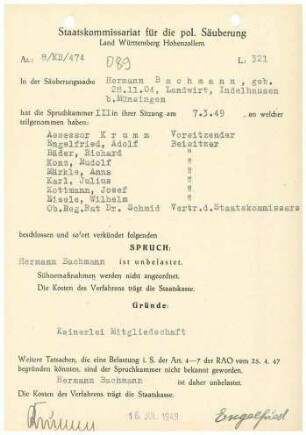 Staatskommissariat für die pol. Säuberung
Land Württemberg Hohenzollern
Az.: 8/KB/474
089
L: 321
In der Säuberungssache Hermann Bachmann, geb.
28.11.04, Landwirt, Indelhausen
b.Münsingen
hat die Spruchkammer III in ihrer Sitzung am 7.3.49 , an welcher
teilgenommen haben:
Assessor Krumm Vorsitzender
Engelfried, Adolf Beisitzer
Bäder, Richard "
Konz, Rudolf "
Märkle, Anna "
Karl, Julius "
Kottmann, Josef "
Eisele, Wilhelm "
Ob.Reg.Rat Dr. Schmid Vertr.d.Staatskommissars
beschlossen und sofort verkündet folgenden
SPRUCH:
Hermann Bachmann ist unbelastet.
Sühnemaßnahmen werden nicht angeordnet.
Die Kosten des Verfahrens trägt die Staatskasse.
Gründe:
Keinerlei Mitgliedschaft
Weitere Tatsachen, die eine Belastung i. S. der Art. 4—7 der RAO vom 25. 4. 47
begründen könnten, sind der Spruchkammer nicht bekannt geworden.
Hermann Bachmann ist daher unbelastet.
Die Kosten des Verfahrens trägt die Staatskasse.
Krumm 16 JUL 1949 Engelfried